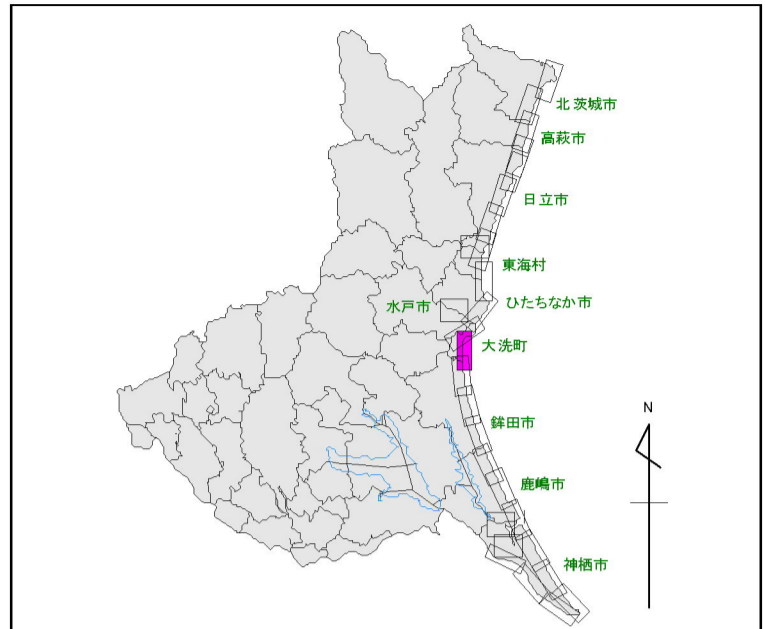 北茨城市
高萩市
日立市
東海村
ひたちなか市
水戸市
大洗町
鉾田市
N
鹿嶋市
神栖市